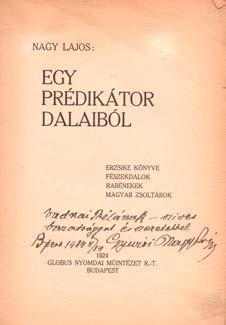 NAGY LAJOS:
EGY
PRÉDIKÁTOR
DALAIBÓL
ERZSIKE KÖNYVE
FÉSZEKDALOK
RABÉNEKEK
MAGYAR ZSOLTÁROK
Vadnai Bélának – szives
barátsággal és szeretettel
Bpest
1924
GLOBUS NYOMDAI MŰINTÉZET R.-T.
BUDAPEST